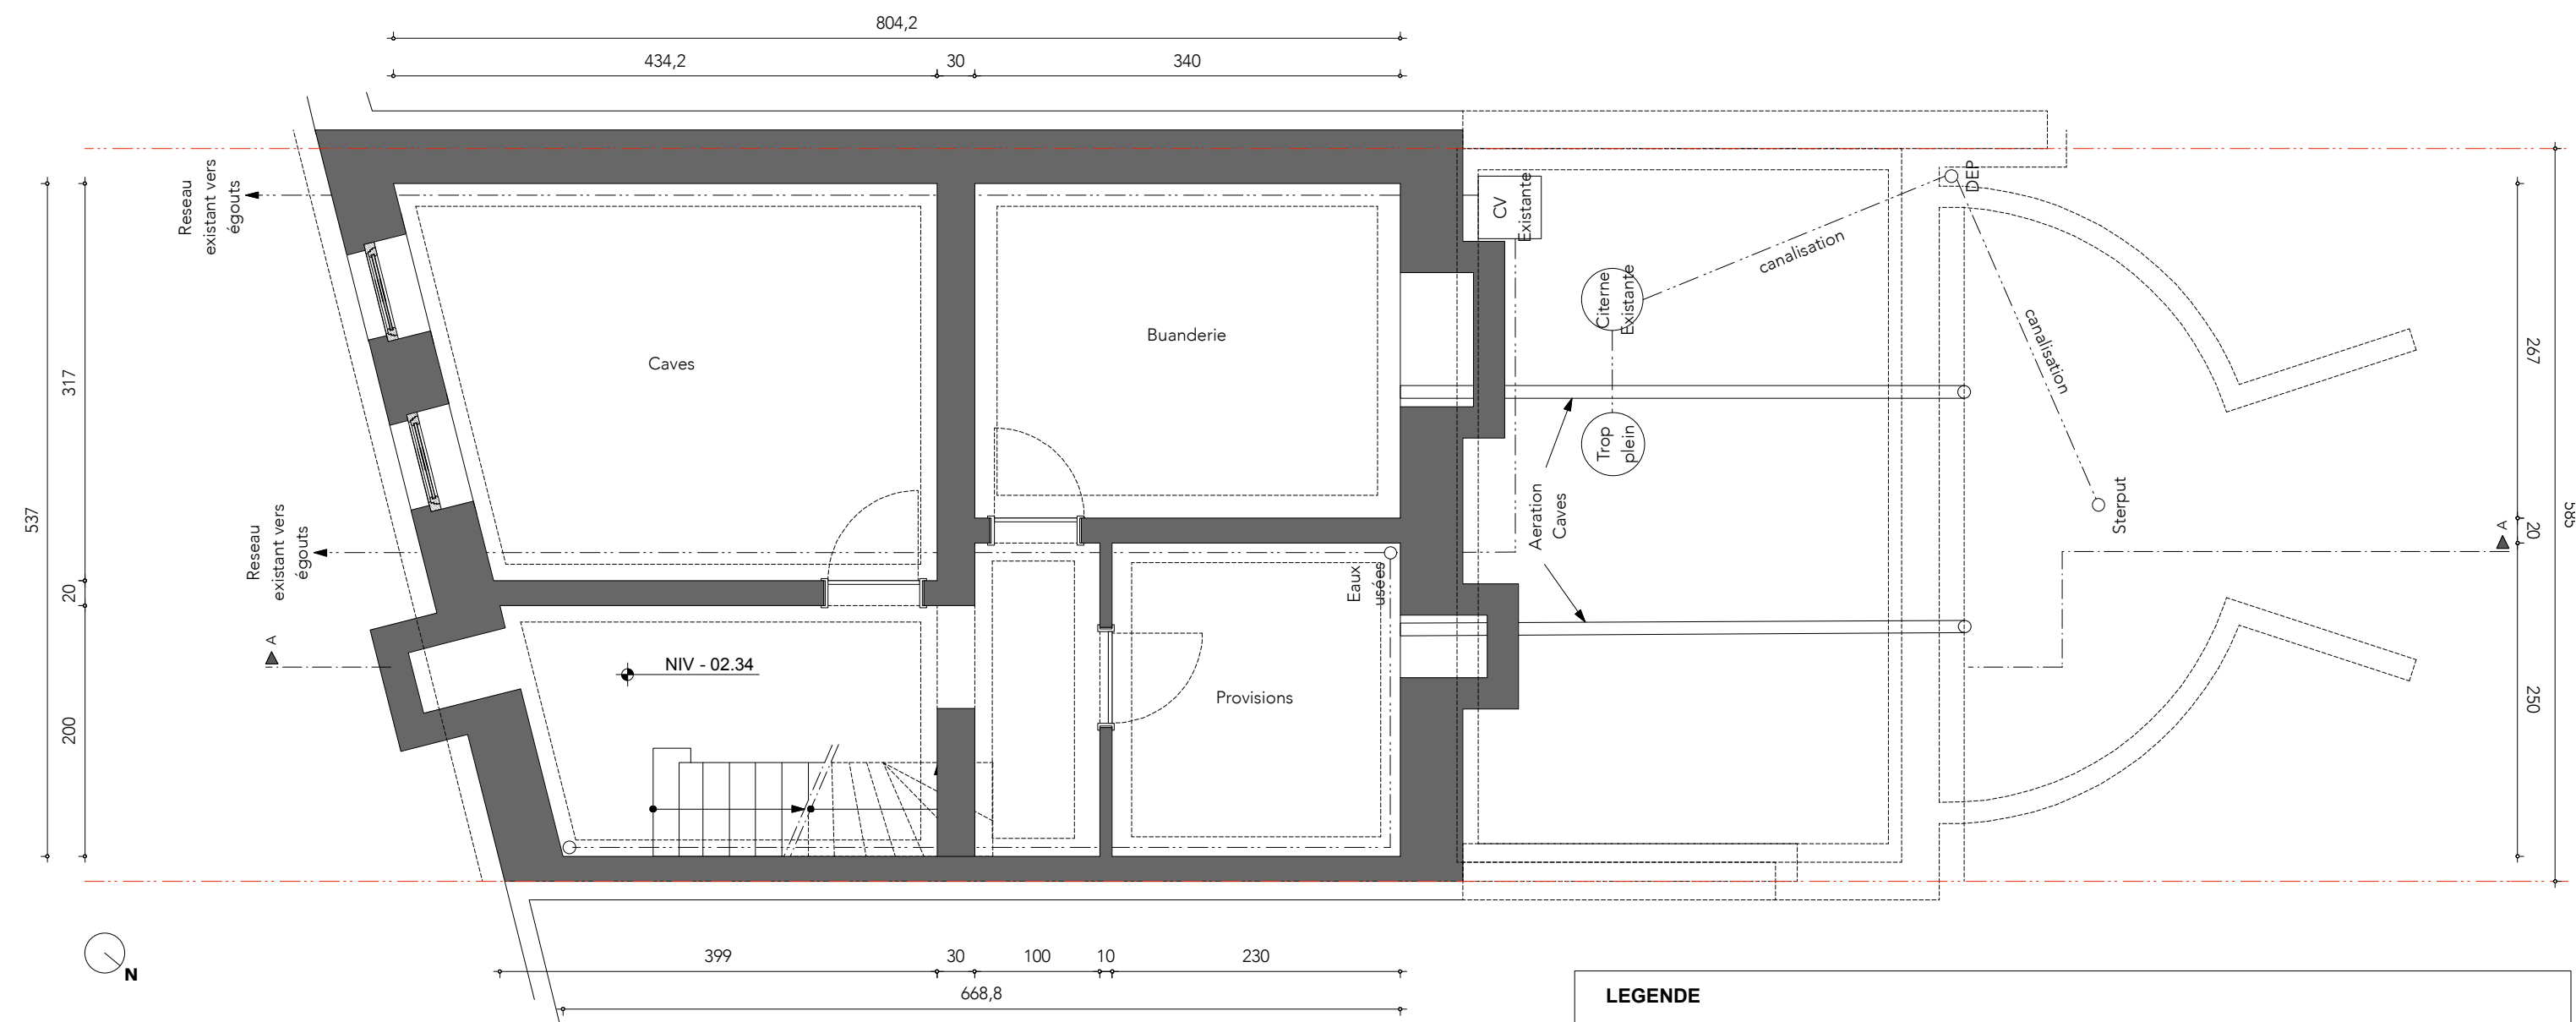 804,2
434,2
30
340
Reseau
existant vers
égouts
CV
Existante
DEP
canalisation
Citerne
Existante
canalisation
Buanderie
Caves
317
537
267
Trop
plein
Aeration
Caves
Sterput
585
20
A
Reseau
existant vers
égouts
Eaux
usées
20
A
NIV - 02.34
Provisions
200
250
N
399
30
100
10
230
668,8
LEGENDE